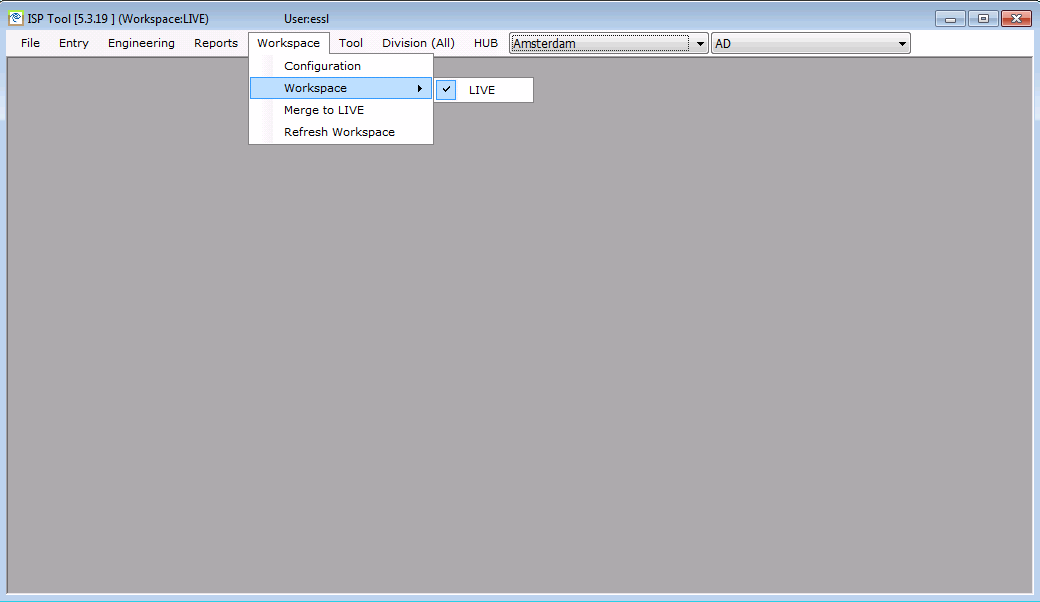 ISP Tool [5.3.19 ] (Workspace:LIVE) User:essl
File Entry Engineering Reports Workspace Tool Division (All) HUB Amsterdam AD
Configuration
Workspace LIVE
Merge to LIVE
Refresh Workspace